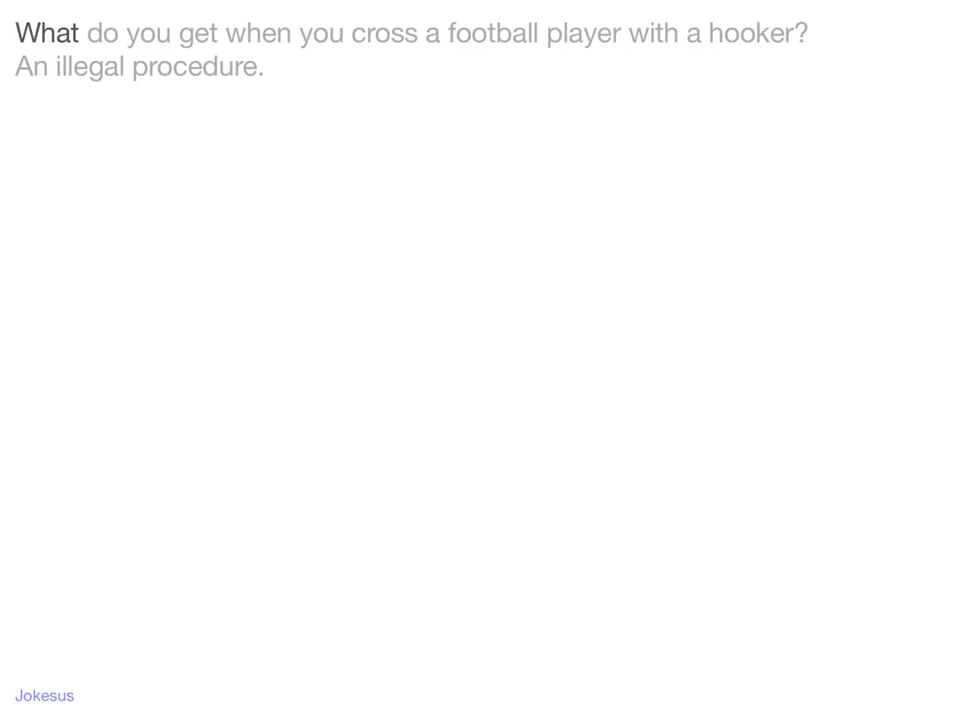 What do you get when you cross a football player with a hooker?
An illegal procedure.
Jokesus